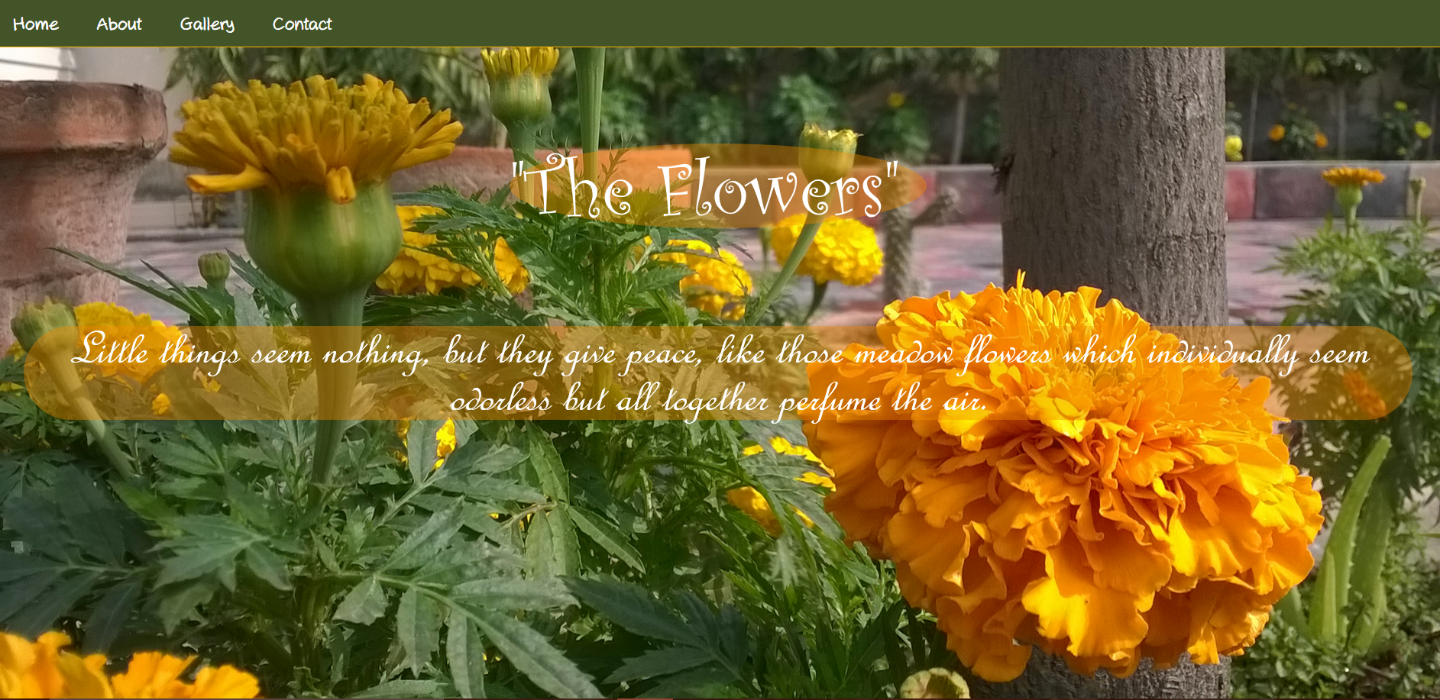 Home About Gallery Contact
"The Flowers"
Little things seem nothing, but they give peace, like those meadow flowers which individually seem
odorless but all together perfume the air.